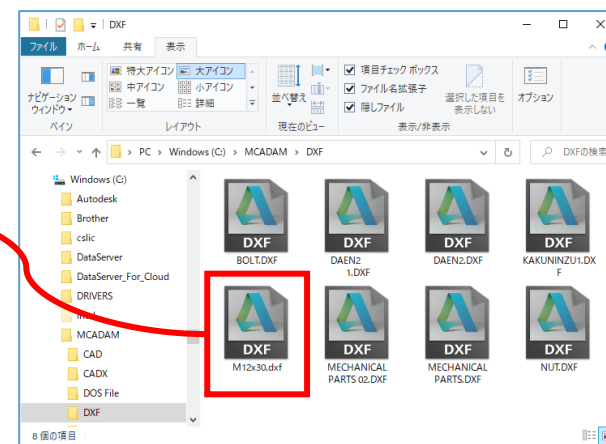 DXF
ファイル ホーム 共有 表示
ナビゲーション ウィンドウ
特大アイコン 大アイコン
中アイコン 小アイコン
一覧 詳細
並べ替え
項目チェック ボックス
ファイル名拡張子
隠しファイル
選択した項目を 表示しない
オプション
ペイン レイアウト 現在のビュー 表示/非表示
PC › Windows (C:) › MCADAM › DXF
DXFの検索
Windows (C:)
Autodesk
Brother
cslic
DataServer
DataServer_For_Cloud
DRIVERS
MCADAM
CAD
CADX
DOS File
DXF
DXF DXF DXF DXF
BOLT.DXF
DAEN2
1.DXF
DAEN2.DXF
KAKUNINZU1.DX
F
DXF DXF DXF DXF
M12x30.dxf
MECHANICAL
PARTS 02.DXF
MECHANICAL
PARTS.DXF
NUT.DXF
8 個の項目